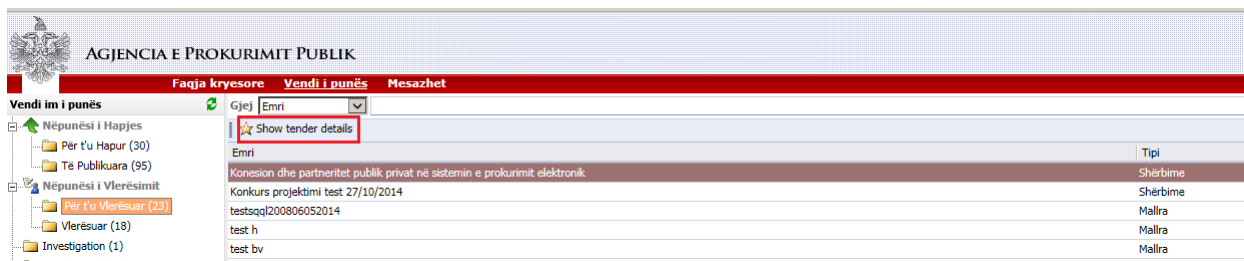 AGJENCIA E PROKURIMIT PUBLIK
Faqja kryesore Vendi i punës Mesazhet
Vendi im i punës
Gjej Emri
Nëpunësi i Hapjes
Për t'u Hapur (30)
Të Publikuara (95)
Nëpunësi i Vlerësimit
Për t'u Vlerësuar (23)
Vlerësuar (18)
Investigation (1)
Show tender details
Emri Tipi
Konesion dhe partneritet publik privat në sistemin e prokurimit elektronik Shërbime
Konkurs projektimi test 27/10/2014 Shërbime
testsqql200806052014 Mallra
test h Mallra
test bv Mallra